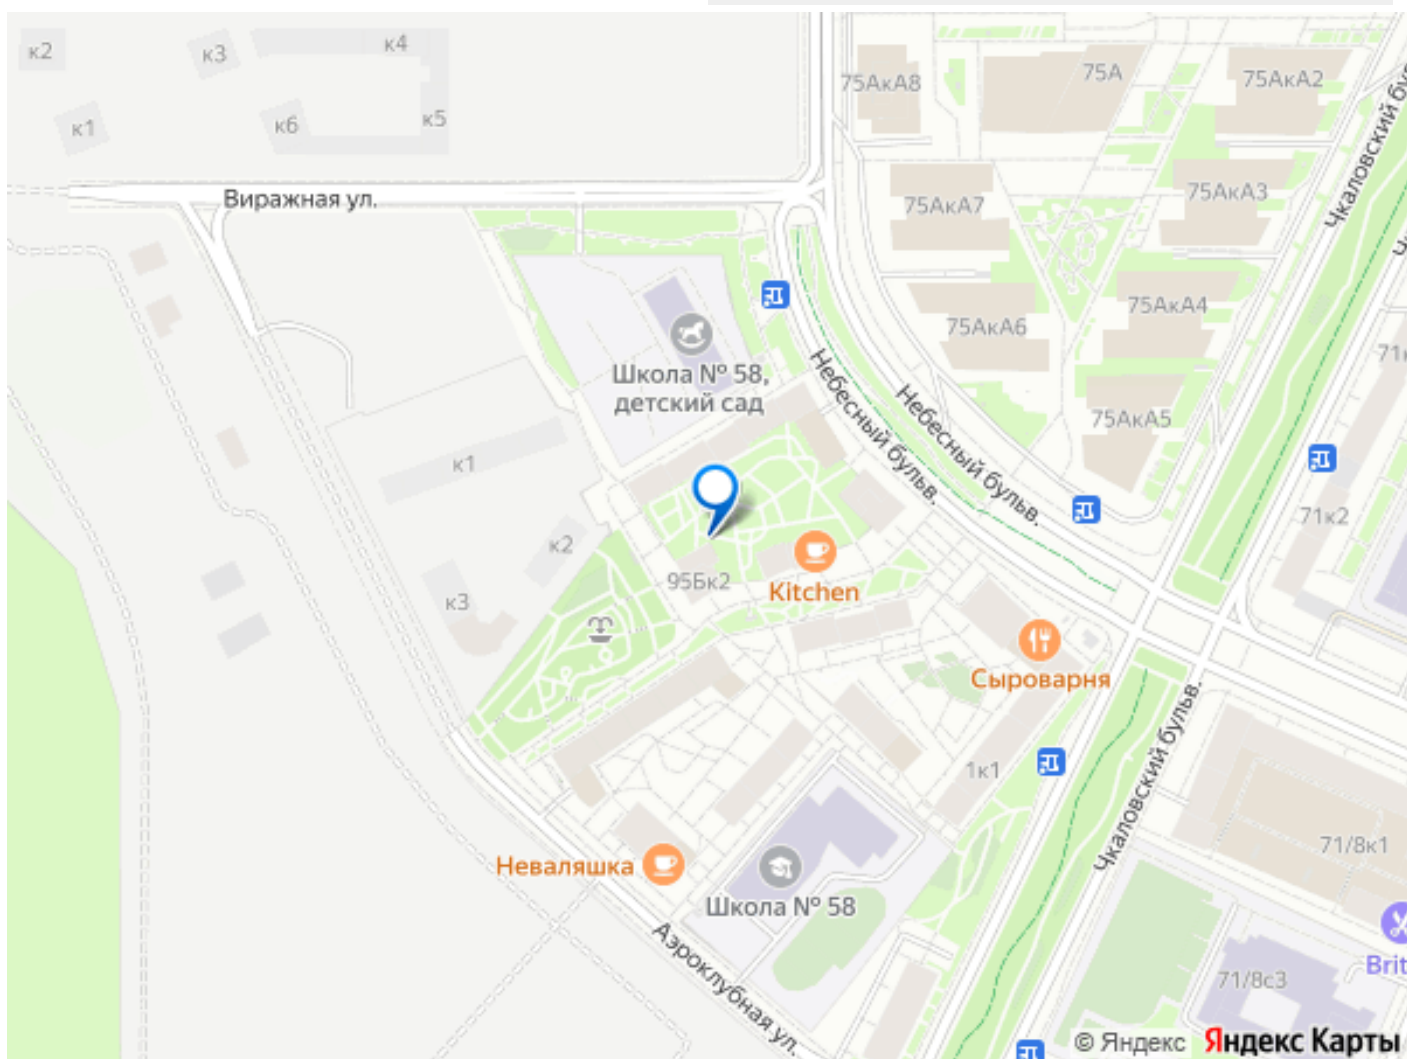 к2
к3
к4
к1
к6
к5
75АкА8
75А
75АкА2
Чкаловский бу
Виражная ул.
75АкА7
75АкА3
75АкА4
75АкА6
Школа № 58,
детский сад
Небесный бульв.
Небесный бульв.
75АкА5
к1
71к2
к2
95Бк2
Kitchen
к3
Сыроварня
Чкаловский бульв.
1к1
Неваляшка
Школа № 58
71/8к1
Аэроклубная ул.
Brit
71/8с3
© Яндекс Яндекс Карты